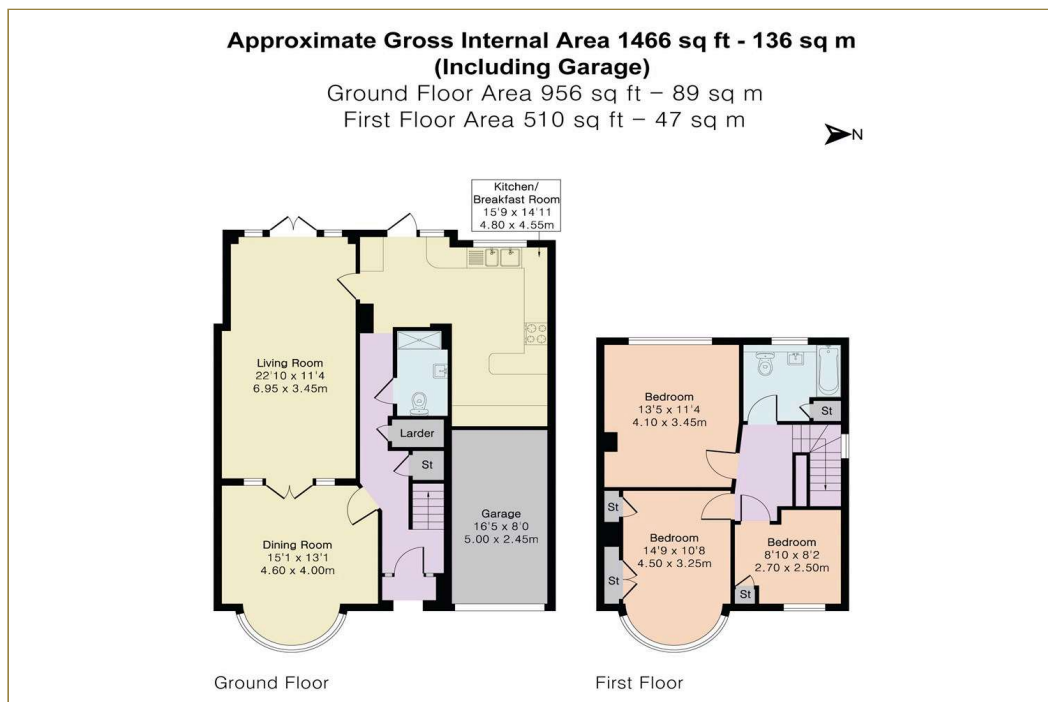 Approximate Gross Internal Area 1466 sq ft - 136 sq m
(Including Garage)
Ground Floor Area 956 sq ft – 89 sq m
First Floor Area 510 sq ft – 47 sq m
N
Kitchen/
Breakfast Room
15'9 x 14'11
4.80 x 4.55m
Living Room
22'10 x 11'4
6.95 x 3.45m
Larder
St
Garage
16'5 x 8'0
5.00 x 2.45m
Dining Room
15'1 x 13'1
4.60 x 4.00m
Ground Floor
Bedroom
13'5 x 11'4
4.10 x 3.45m
St
St
Bedroom
14'9 x 10'8
4.50 x 3.25m
St
Bedroom
8'10 x 8'2
2.70 x 2.50m
St
First Floor